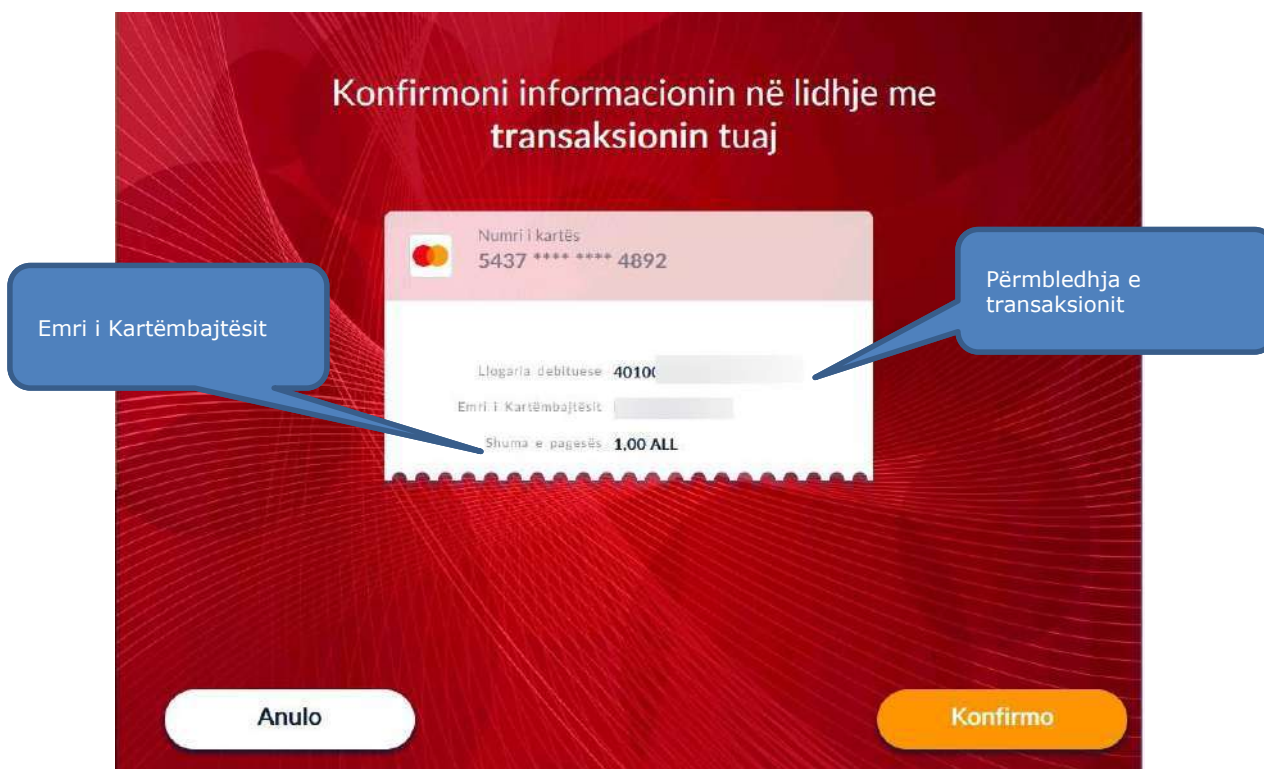 Konfirmoni informacionin në lidhje me
transaksionin tuaj
Numri i kartës
5437 **** **** 4892
Përmbledhja e
transaksionit
Emri i Kartëmbajtësit
Llogaria debituese 4010
Emri i Kartëmbajtësit
Shuma e pagesës 1,00 ALL
Anulo
Konfirmo